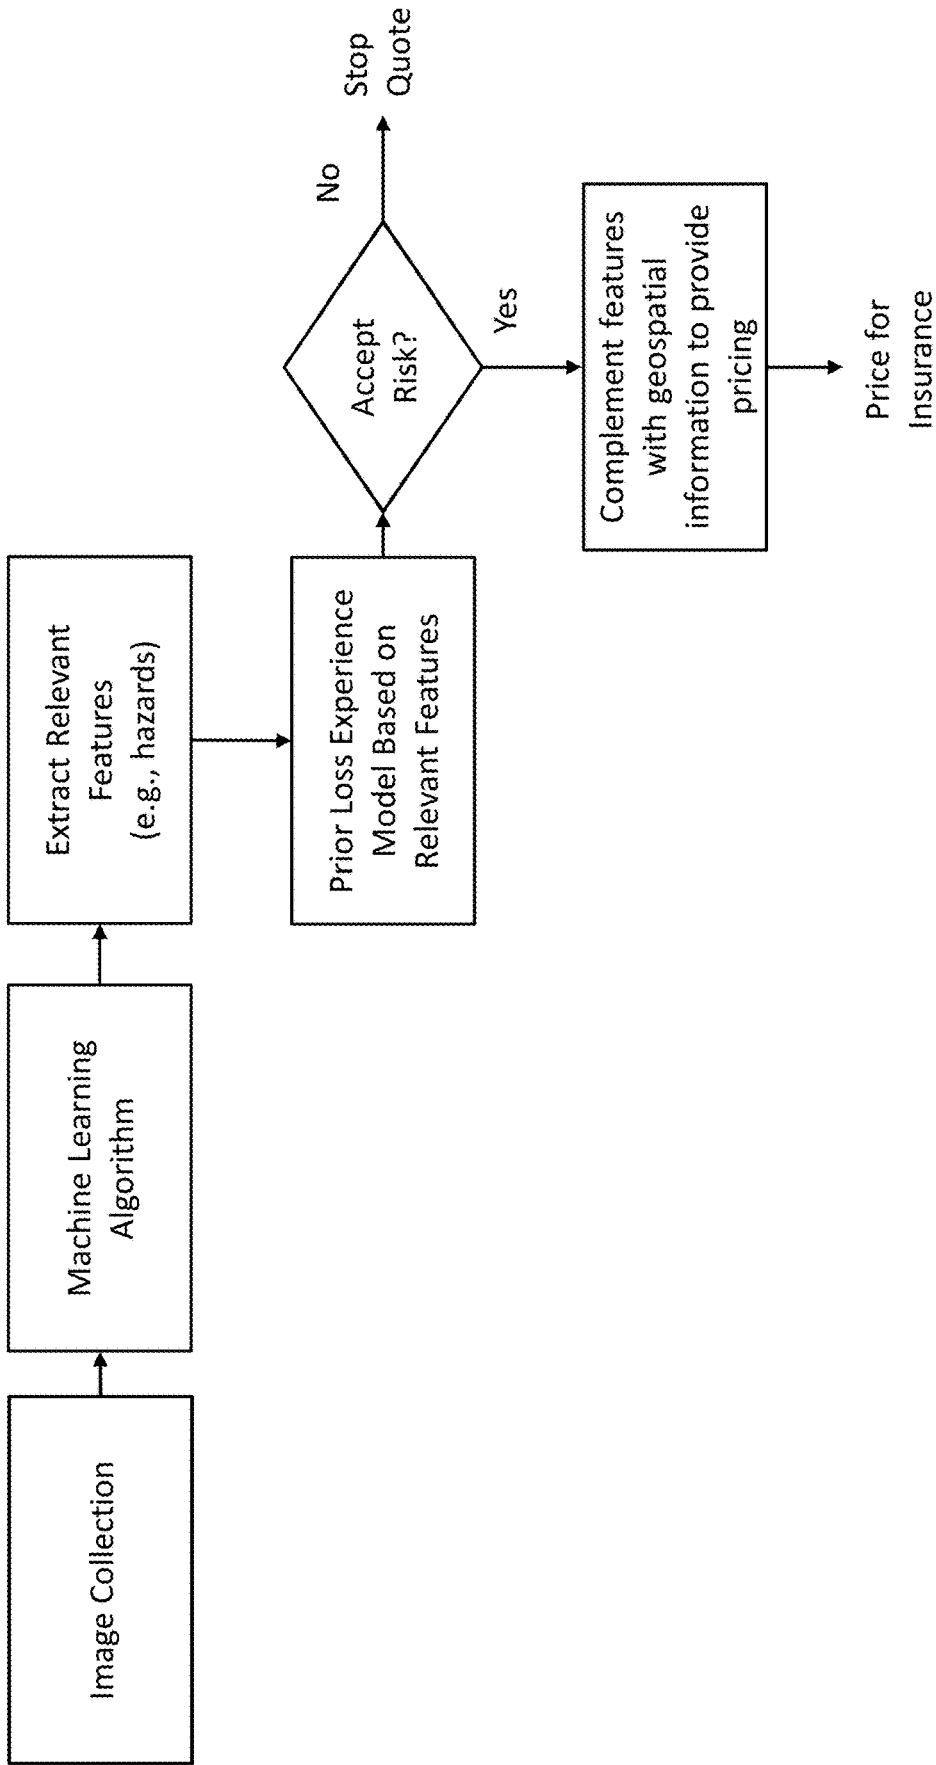 Image Collection
Machine Learning
Algorithm
Extract Relevant
Features
(e.g., hazards)
Prior Loss Experience
Model Based on
Relevant Features
Accept
Risk?
No
Stop
Quote
Yes
Complement features
with geospatial
information to provide
pricing
Price for
Insurance